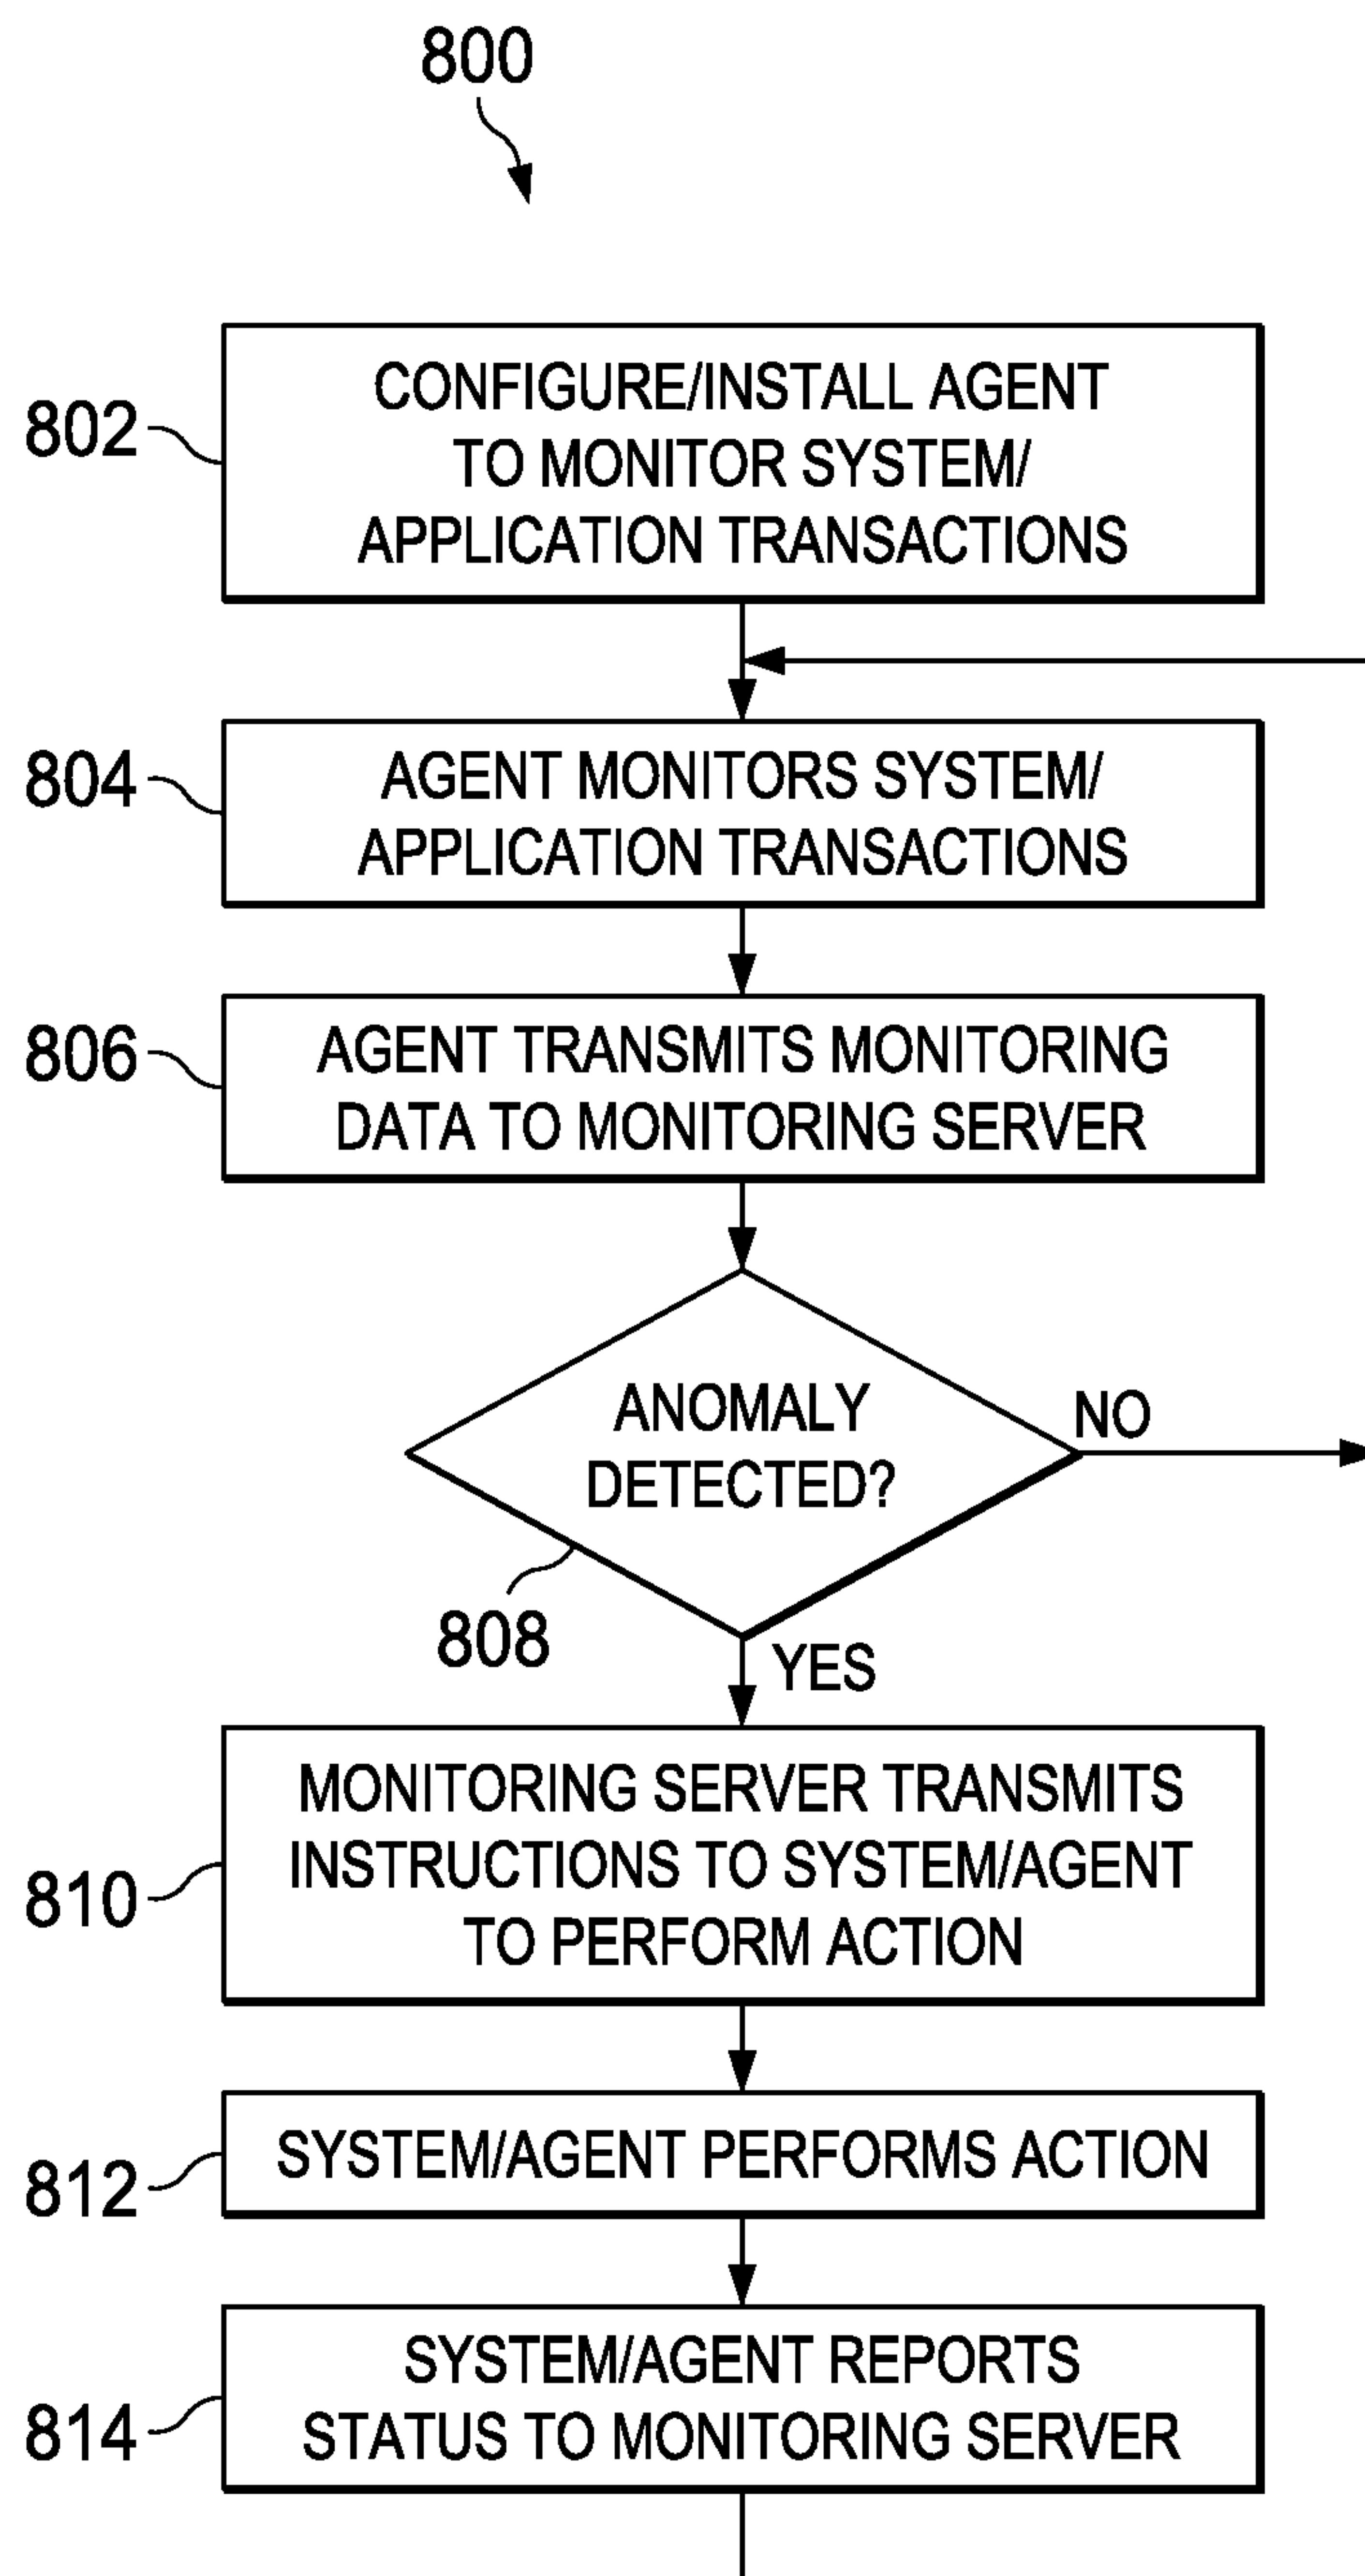 800
802
CONFIGURE/INSTALL AGENT
TO MONITOR SYSTEM/
APPLICATION TRANSACTIONS
804
AGENT MONITORS SYSTEM/
APPLICATION TRANSACTIONS
806
AGENT TRANSMITS MONITORING
DATA TO MONITORING SERVER
ANOMALY
DETECTED?
NO
808
YES
810
MONITORING SERVER TRANSMITS
INSTRUCTIONS TO SYSTEM/AGENT
TO PERFORM ACTION
812
SYSTEM/AGENT PERFORMS ACTION
814
SYSTEM/AGENT REPORTS
STATUS TO MONITORING SERVER